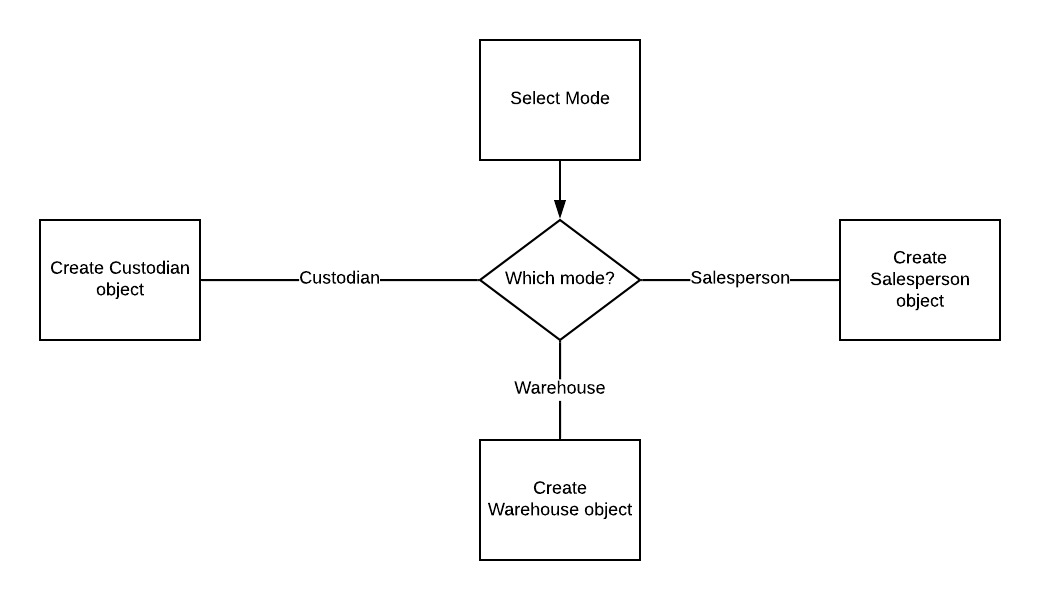 Select Mode
Create Custodian
object
Custodian
Which mode?
Salesperson
Create
Salesperson
object
Warehouse
Create
Warehouse object